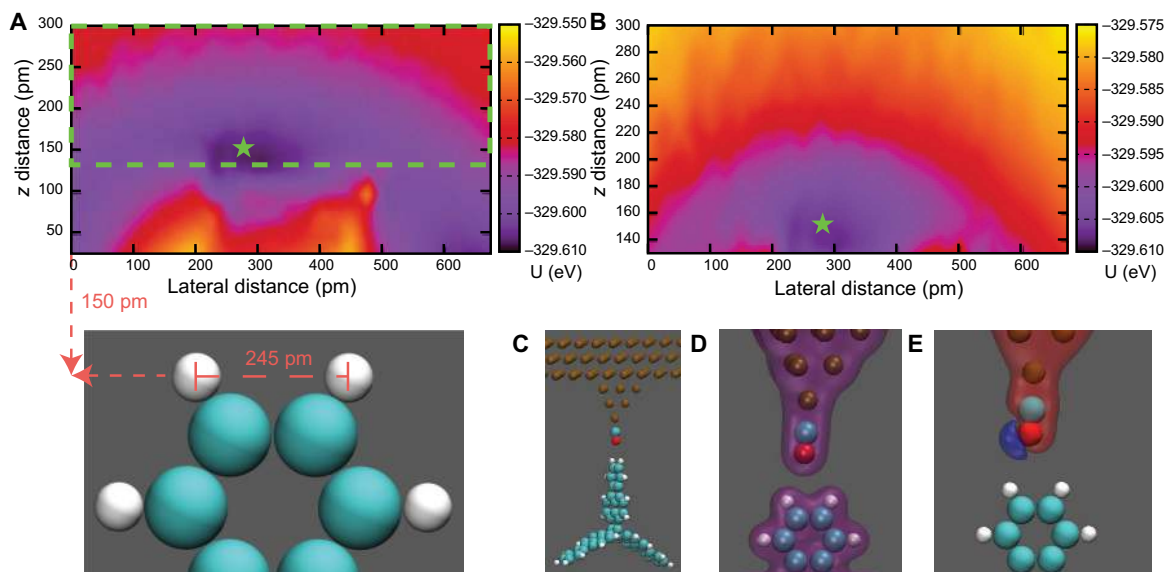 A
z distance (pm)
300
250
200
150
100
50
0 100 200 300 400 500 600
Lateral distance (pm)
–329.550
–329.560
–329.570
–329.580
–329.590
–329.600
–329.610
U (eV)
B
z distance (pm)
300
280
260
240
220
200
180
160
140
0 100 200 300 400 500 600
Lateral distance (pm)
–329.575
–329.580
–329.585
–329.590
–329.595
–329.600
–329.605
–329.610
U (eV)
150 pm
245 pm
C
D
E